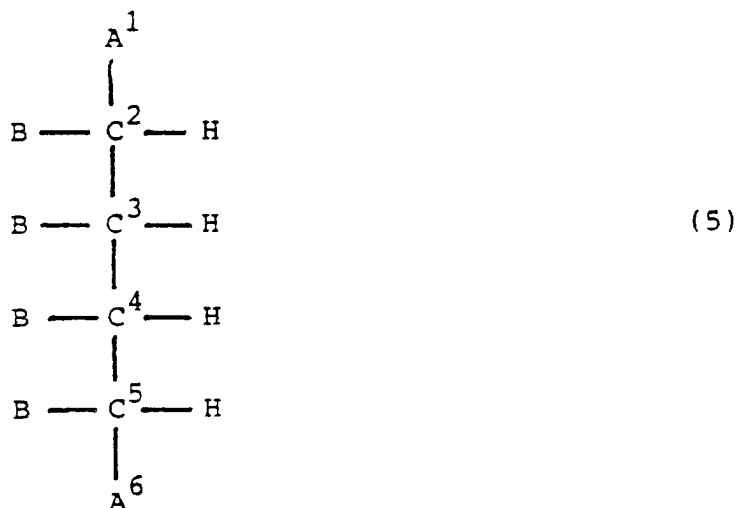 A¹
B — C² — H
B — C³ — H (5)
B — C⁴ — H
B — C⁵ — H
A⁶